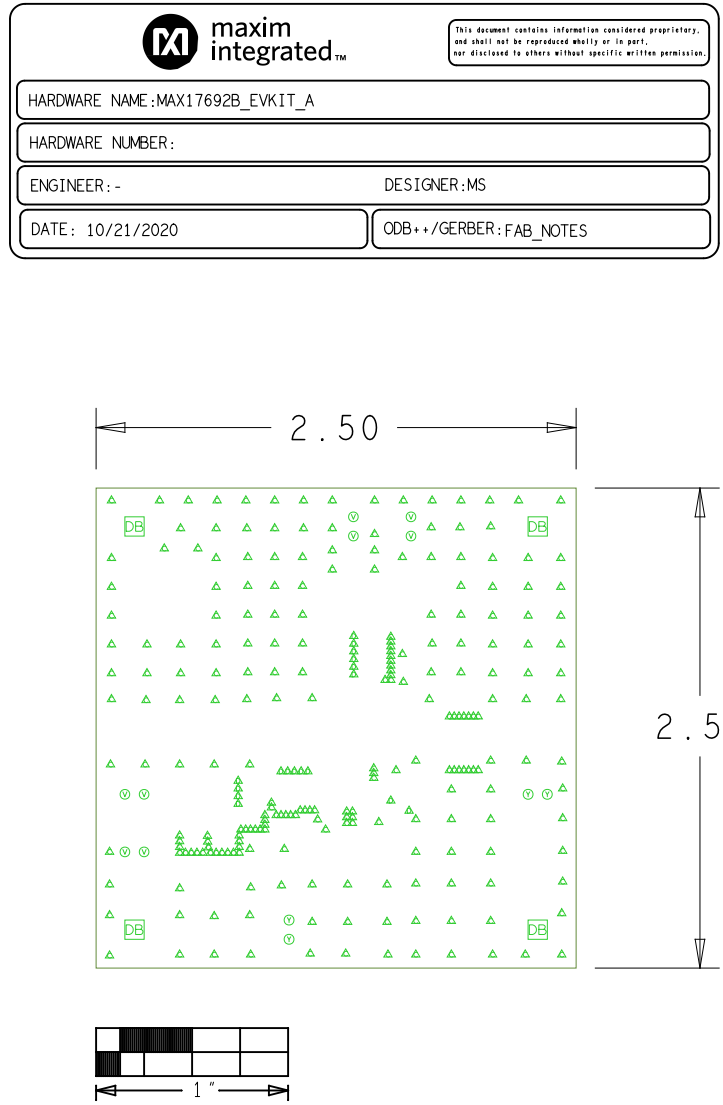 maxim
integrated™
This document contains information considered proprietary,
and shall not be reproduced wholly or in part,
nor disclosed to others without specific written permission.
HARDWARE NAME:MAX17692B_EVKIT_A
HARDWARE NUMBER:
ENGINEER:-
DESIGNER:MS
DATE: 10/21/2020
ODB++/GERBER:FAB_NOTES
2.50
V V
DB DB
V V
2.5
V V Y Y
V V
Y
DB DB
Y
1"